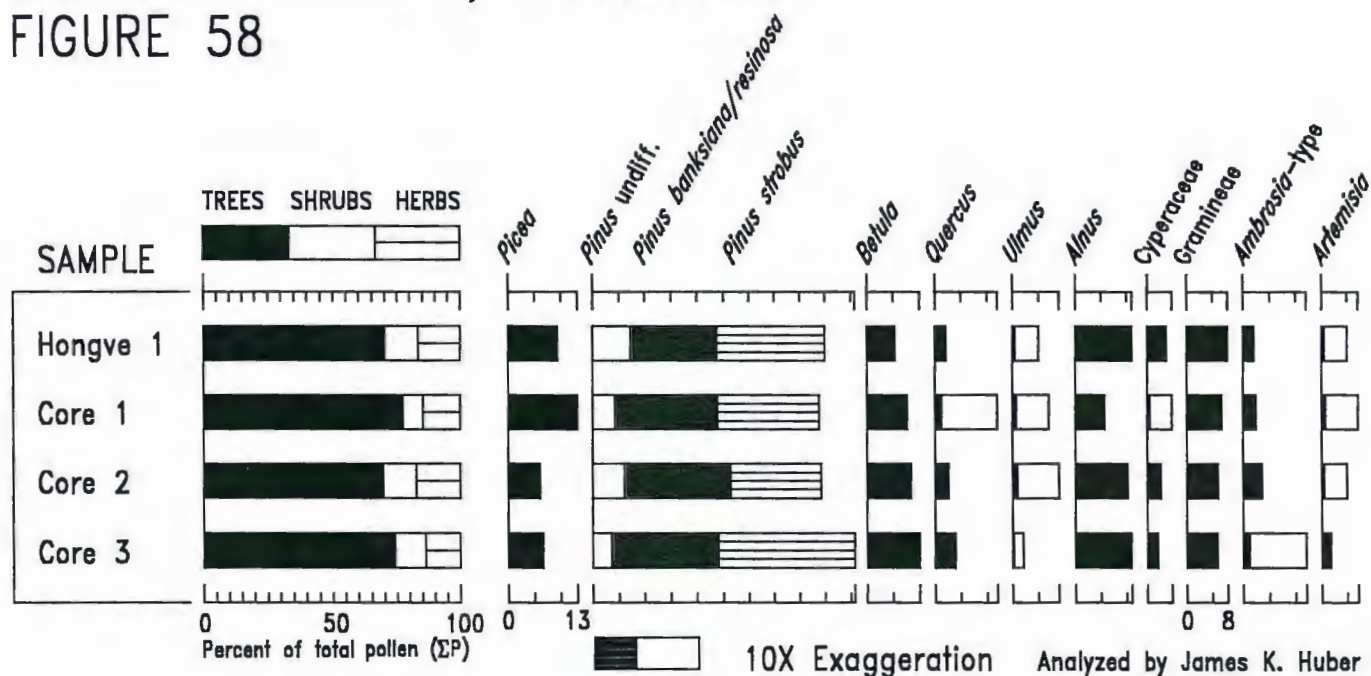 FIGURE 58
TREES SHRUBS HERBS
SAMPLE
Picea
Pinus undiff.
Pinus banksiana/resinosa
Pinus strobus
Betula
Quercus
Ulmus
Alnus
Cyperaceae
Gramineae
Ambrosia-type
Artemisia
Hongve 1
Core 1
Core 2
Core 3
0 50 100
0 13
0 8
Percent of total pollen (ΣP)
10X Exaggeration
Analyzed by James K. Huber